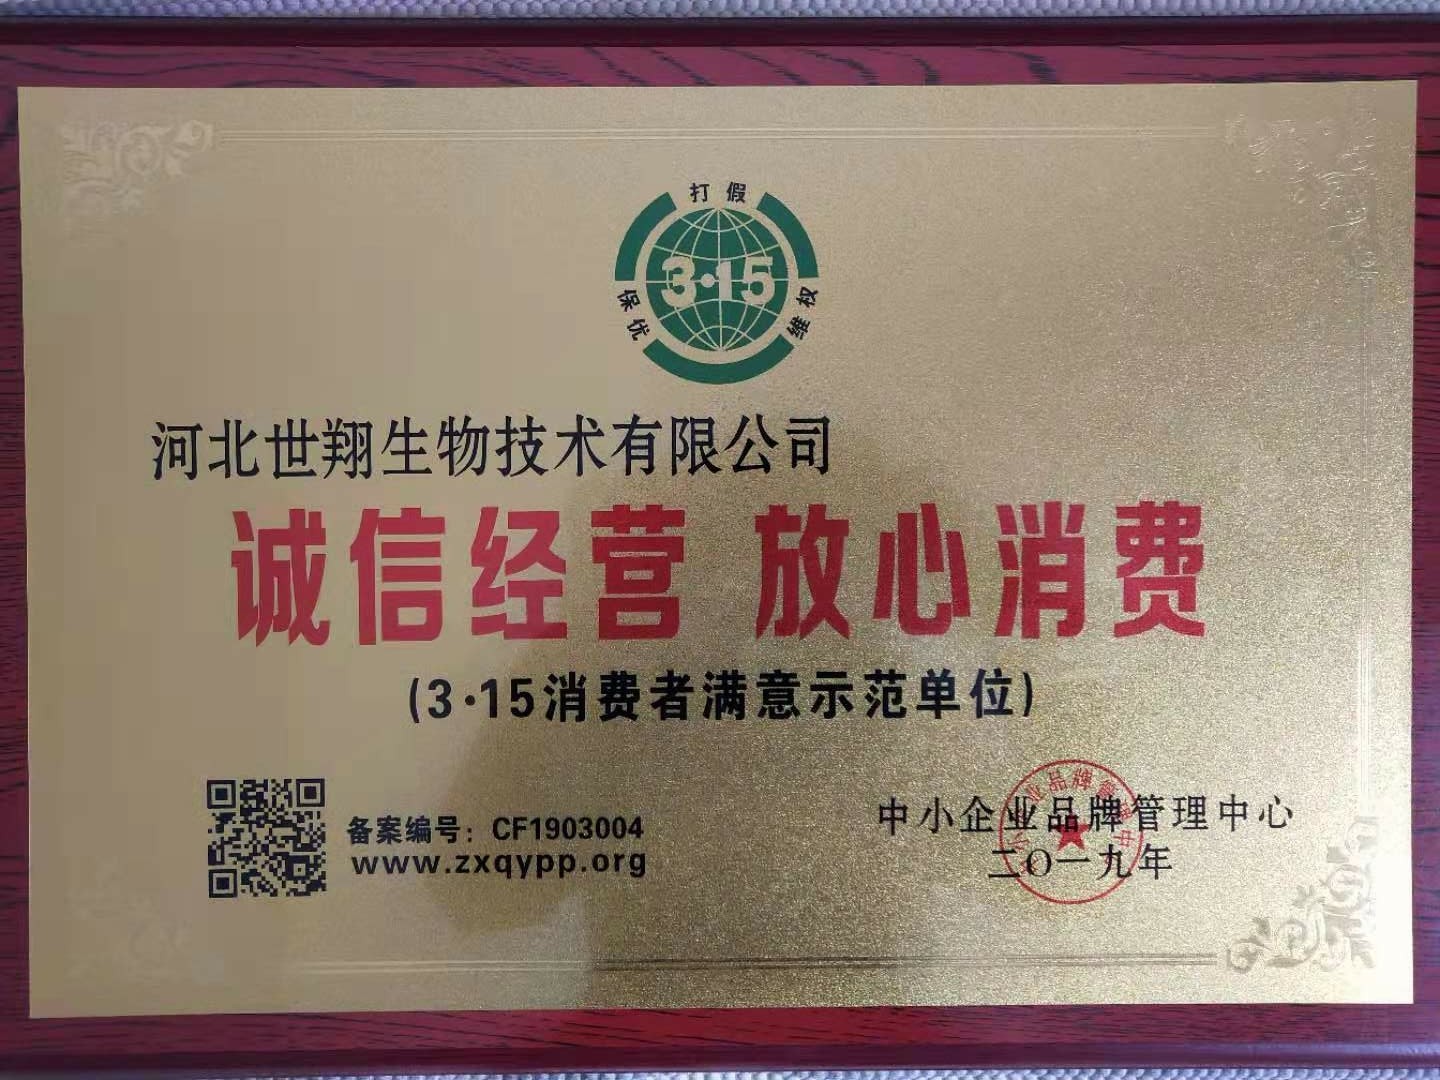 打假
保优
维权
3·15
河北世翔生物技术有限公司
诚信经营 放心消费
(3·15消费者满意示范单位)
备案编号：CF1903004
www.zxqypp.org
中小企业品牌管理中心
二〇一九年